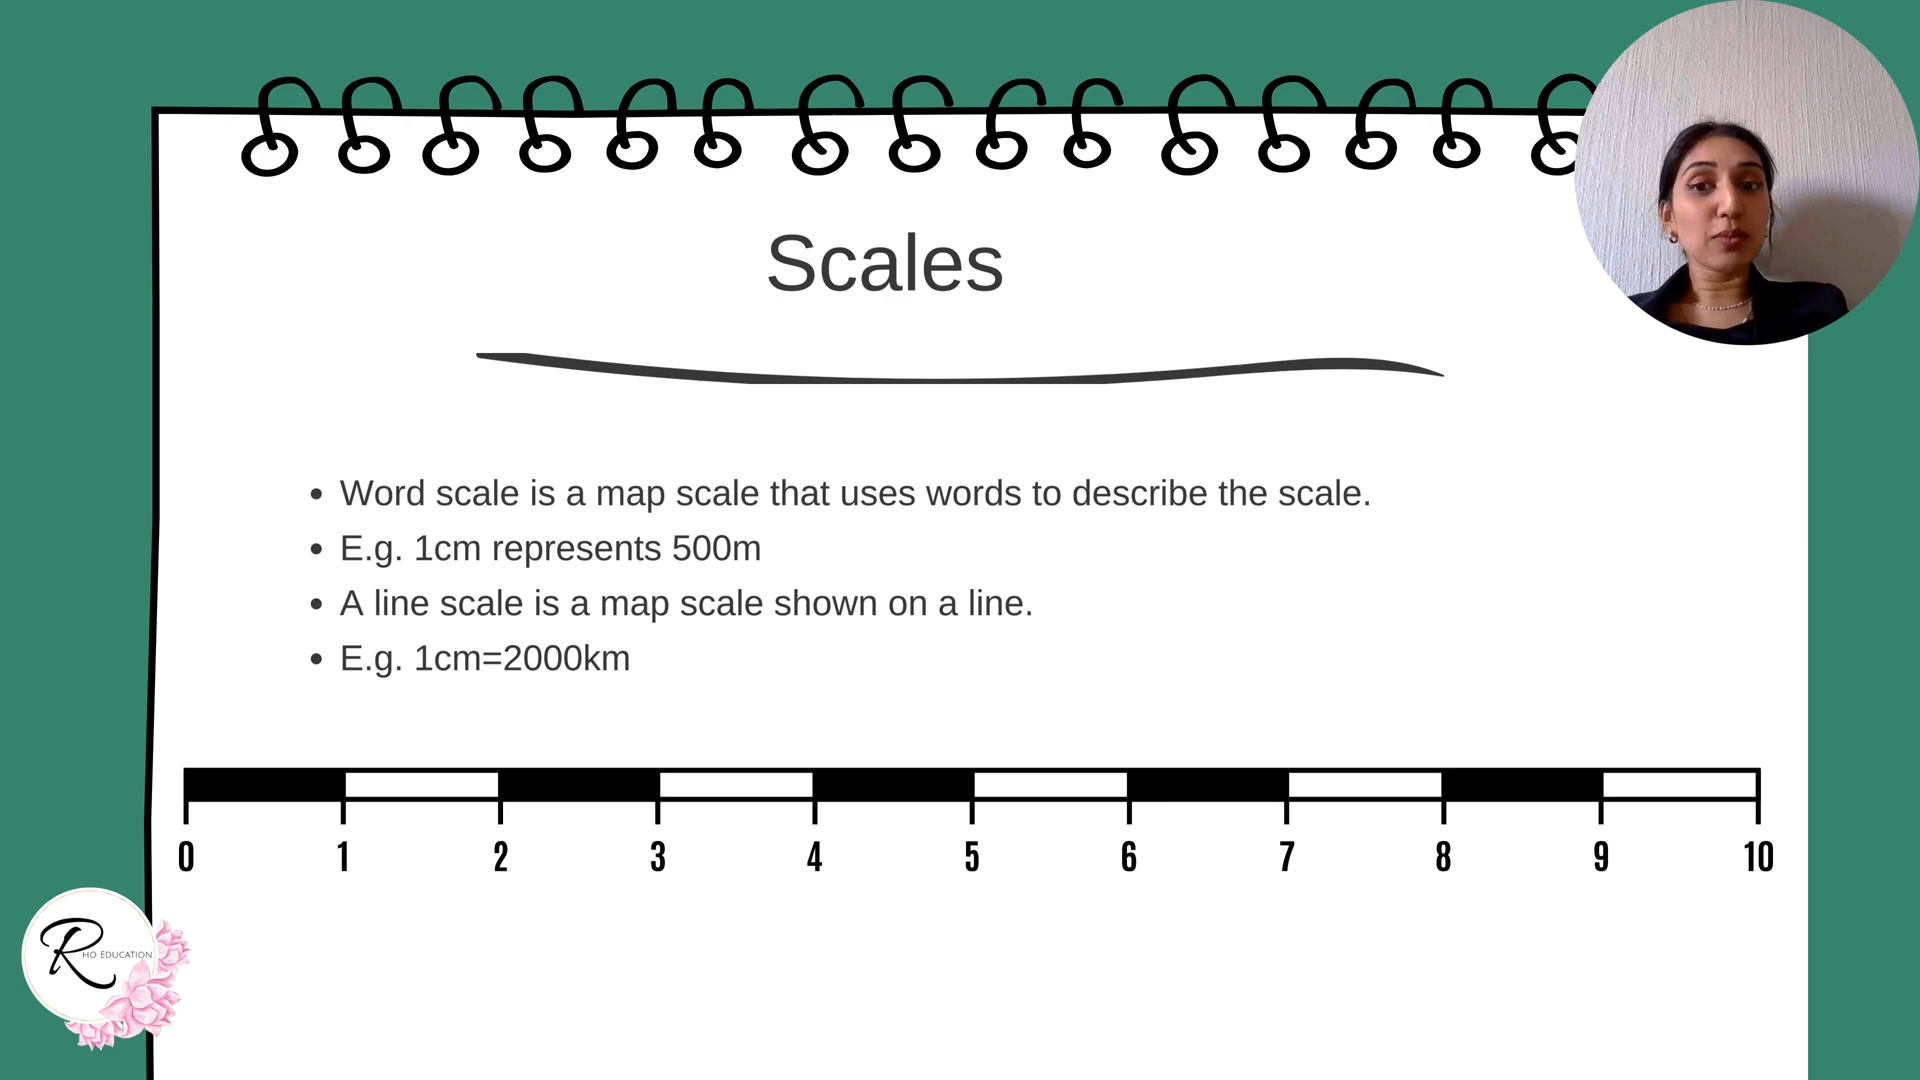 Scales
Word scale is a map scale that uses words to describe the scale.
E.g. 1cm represents 500m
A line scale is a map scale shown on a line.
E.g. 1cm=2000km
0 1 2 3 4 5 6 7 8 9 10
RHO EDUCATION